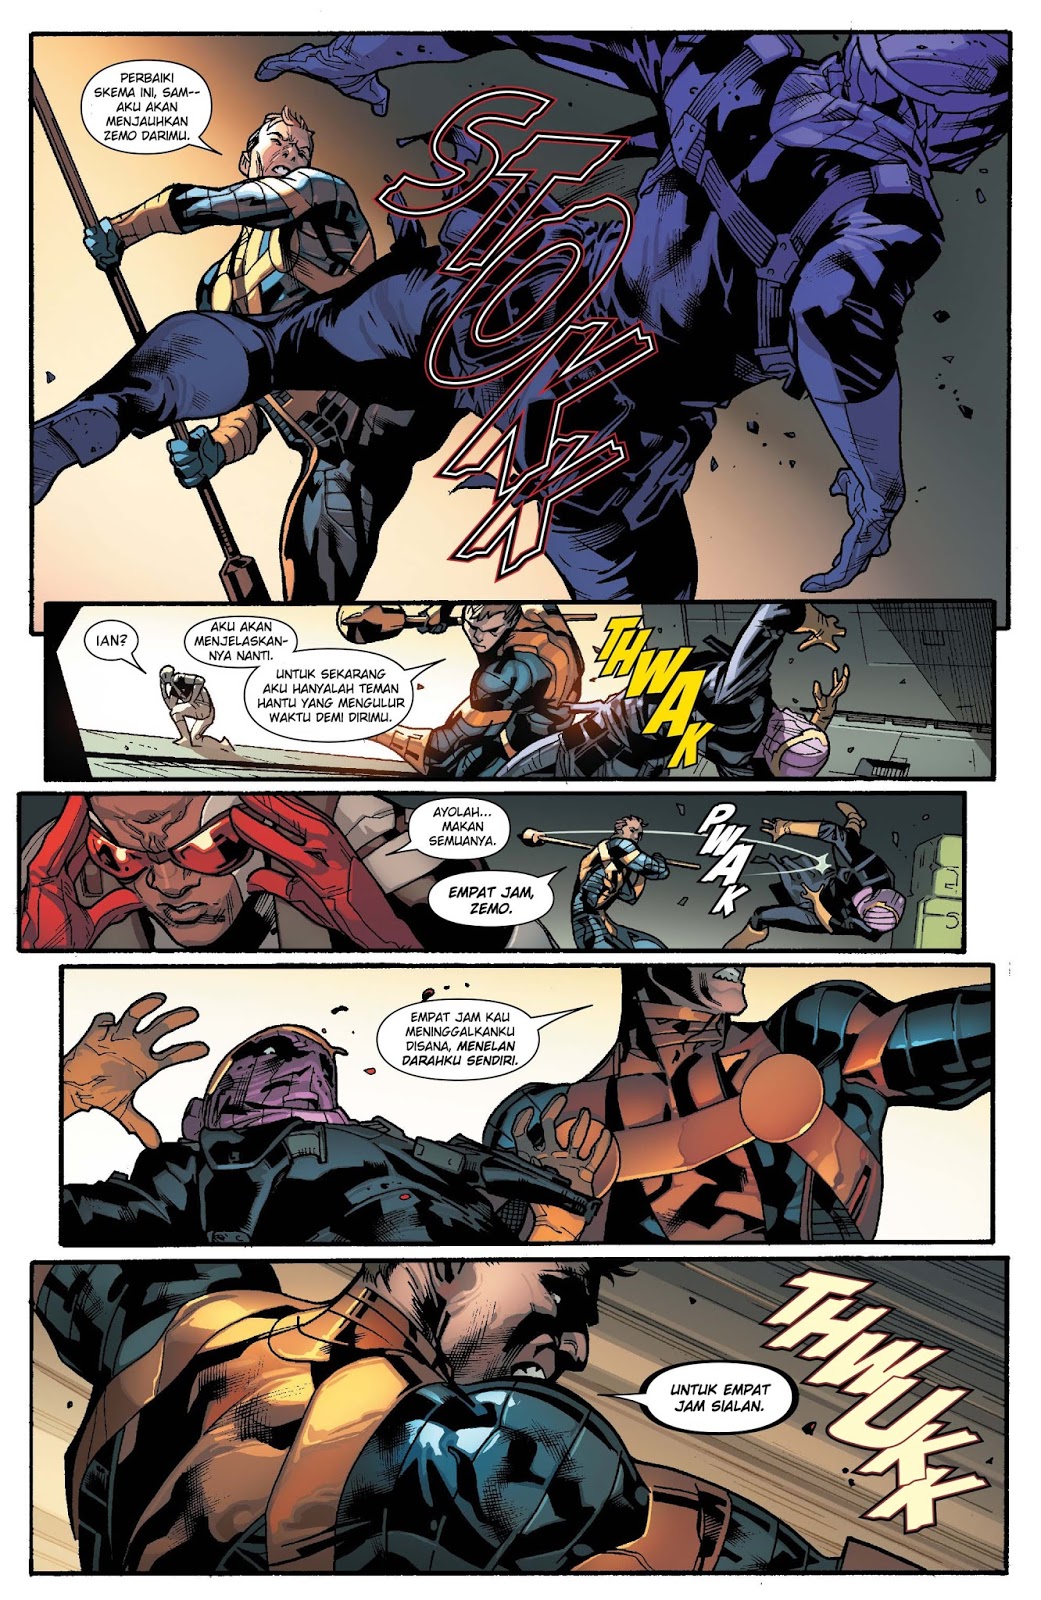 PERBAIKI
SKEMA INI, SAM--
AKU AKAN
MENJAUHKAN
ZEMO DARIMU.
STONNK
IAN?
AKU AKAN
MENJELASKAN-
NYA NANTI.
UNTUK SEKARANG
AKU HANYALAH TEMAN
HANTU YANG MENGULUR
WAKTU DEMI DIRIMU.
THWAK
AYOLAH...
MAKAN
SEMUANYA.
EMPAT JAM,
ZEMO.
PWAK
EMPAT JAM KAU
MENINGGALKANKU
DISANA, MENELAN
DARAHKU SENDIRI.
UNTUK EMPAT
JAM SIALAN.
THWUKK